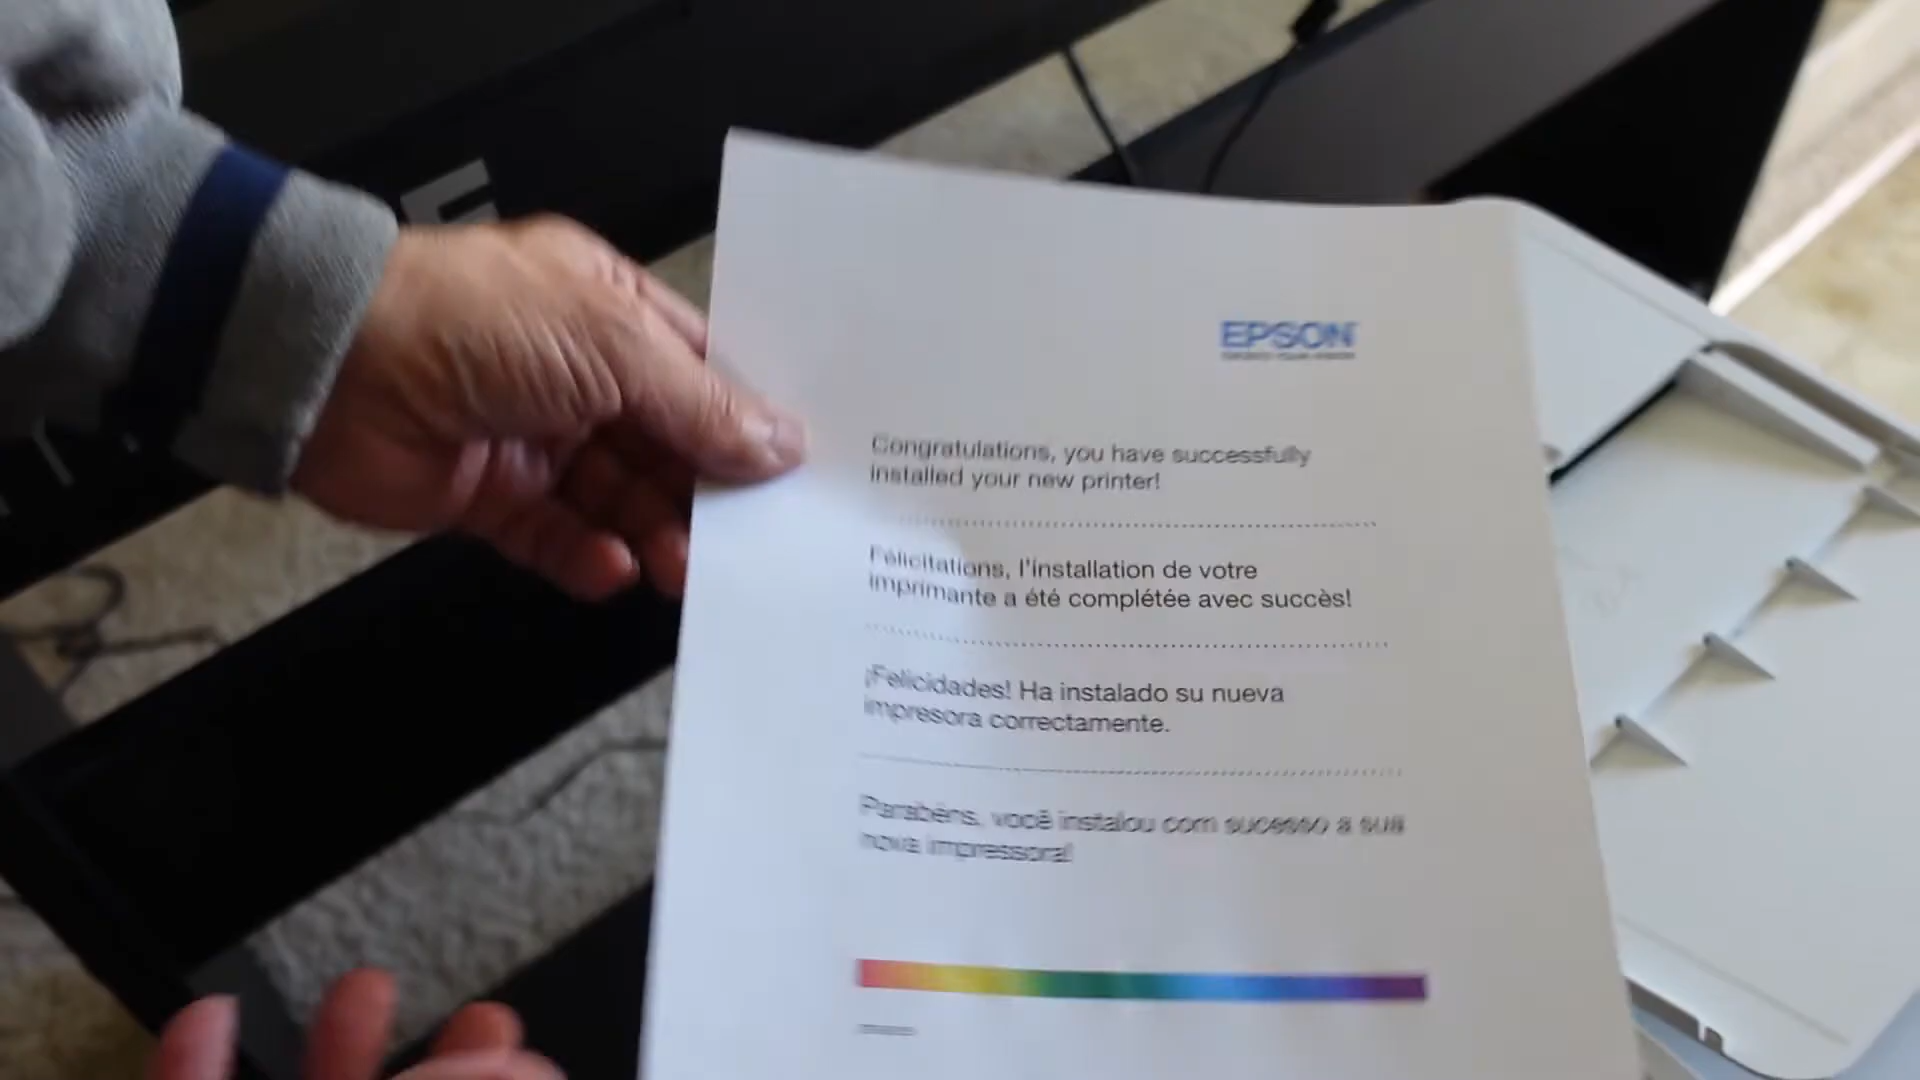 EPSON
Congratulations, you have successfully
installed your new printer!
Félicitations, l'installation de votre
imprimante a été complétée avec succès!
¡Felicidades! Ha instalado su nueva
impresora correctamente.
Parabéns, você instalou com sucesso a sua
nova impressora!